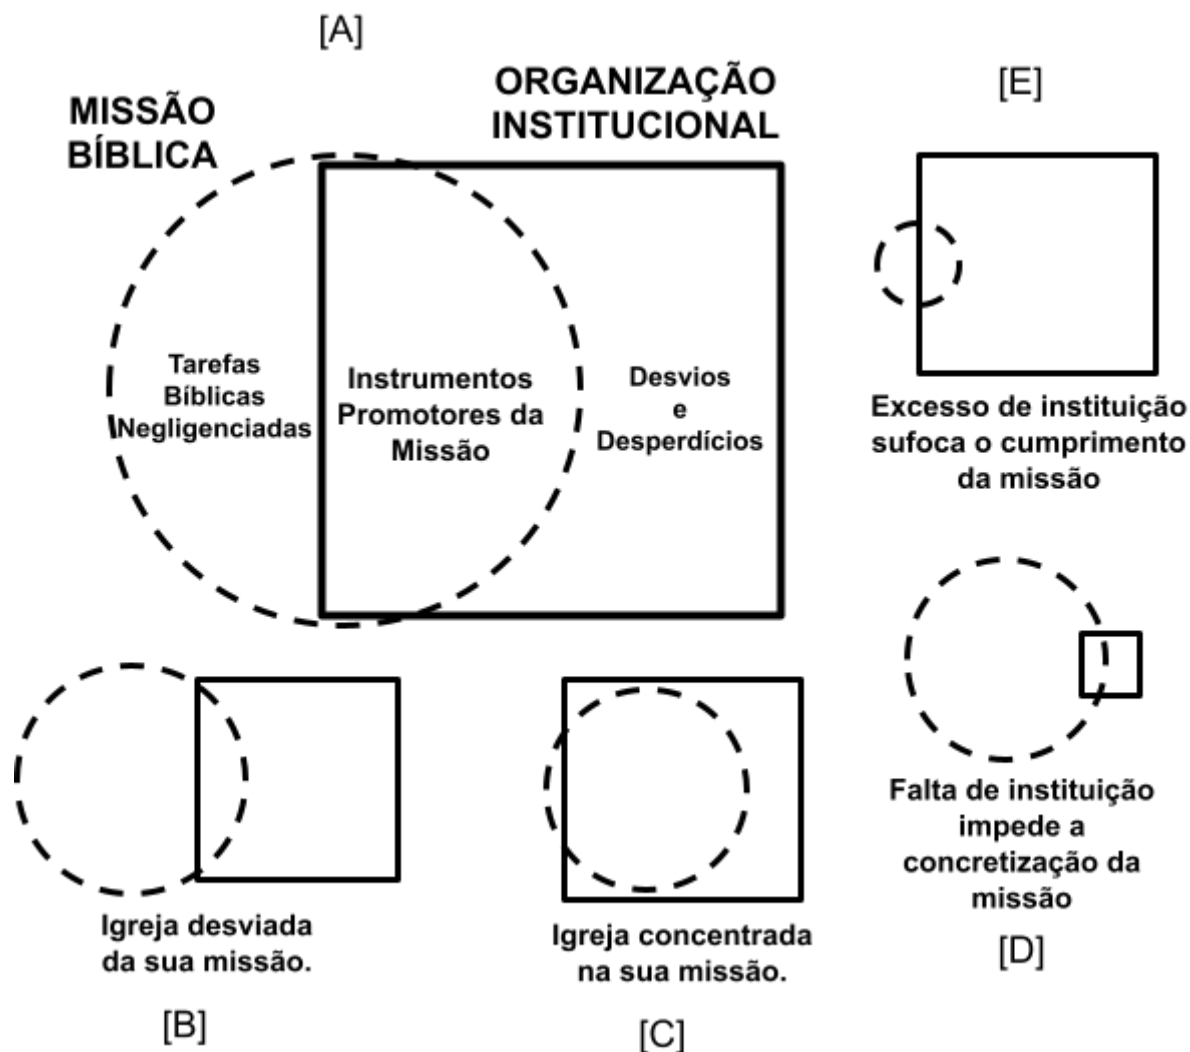 [A]
MISSÃO
BÍBLICA
ORGANIZAÇÃO
INSTITUCIONAL
Tarefas
Bíblicas
Negligenciadas
Instrumentos
Promotores da
Missão
Desvios
e
Desperdícios
[E]
Excesso de instituição
sufoca o cumprimento
da missão
Igreja desviada
da sua missão.
[B]
Igreja concentrada
na sua missão.
[C]
Falta de instituição
impede a
concretização da
missão
[D]